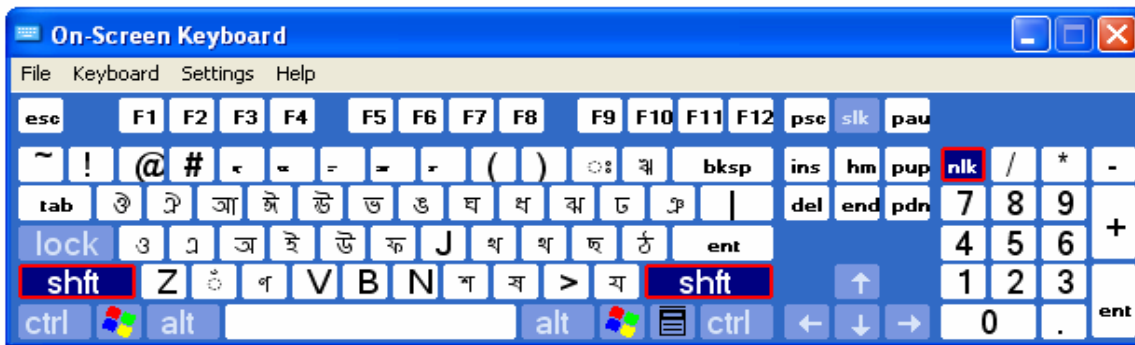 On-Screen Keyboard
File Keyboard Settings Help
esc F1 F2 F3 F4 F5 F6 F7 F8 F9 F10 F11 F12 psc slk pau
~ ! @ # ( ) ঃ ঝ bksp ins hm pup nlk / * -
tab ঔ ঐ আ ঈ ঊ ভ ঙ ঘ ধ ঝ ঢ ঞ | del end pdn 7 8 9 +
lock ও এ অ ই উ ফ J থ থ ছ ঠ ent 4 5 6
shft Z ঁ ণ V B N শ ষ > য shft 1 2 3 ent
ctrl alt alt ctrl 0 .